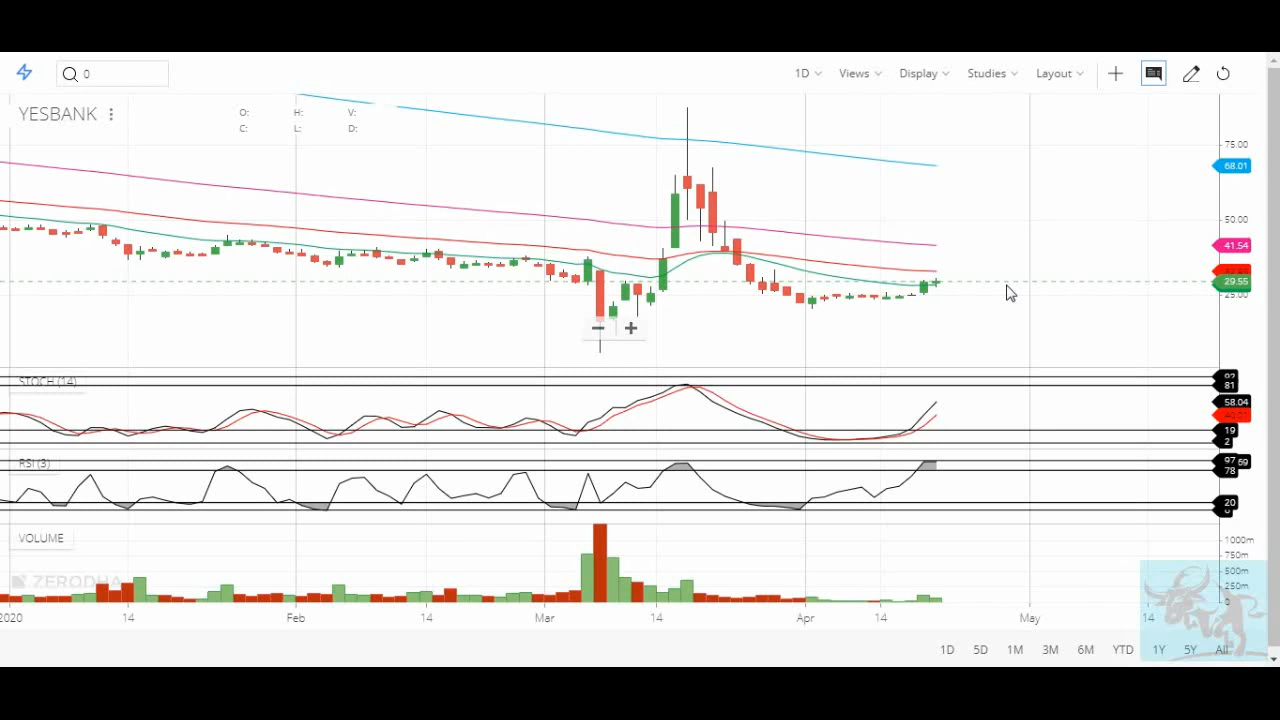 0
1D Views Display Studies Layout
YESBANK
O: H: V:
C: L: D:
75.00
68.01
50.00
41.54
29.55
25.00
STOCH (14)
92
81
58.04
19
2
RSI (3)
97
78
20
VOLUME
1000m
750m
500m
250m
0
ZERODHA
2020 14 Feb 14 Mar 14 Apr 14 May 14
1D 5D 1M 3M 6M YTD 1Y 5Y All